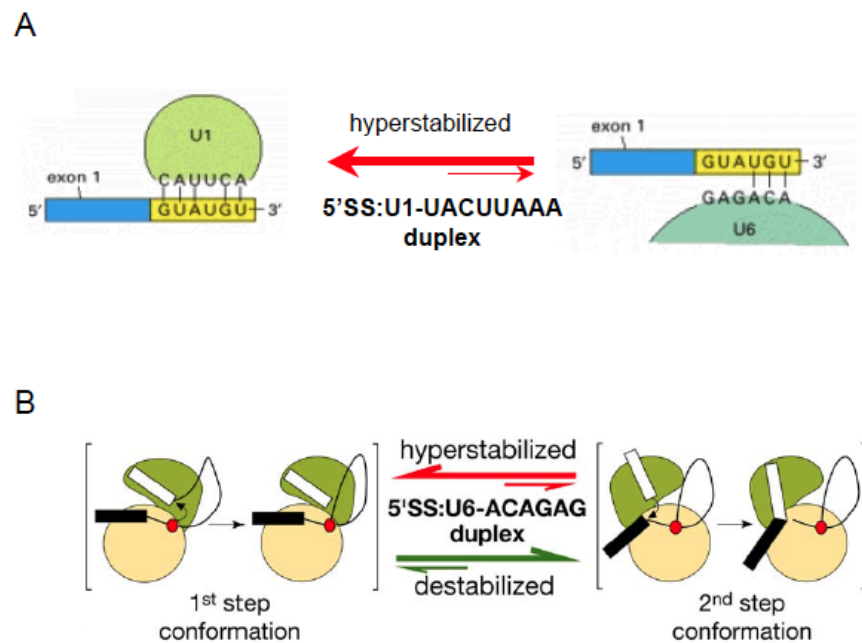 A
U1
CAUUCA
exon 1
5' GUAUGU 3'
hyperstabilized
5'SS:U1-UACUUAAA
duplex
exon 1
5' GUAUGU 3'
GAGACA
U6
B
hyperstabilized
5'SS:U6-ACAGAG
duplex
destabilized
1st step
conformation
2nd step
conformation